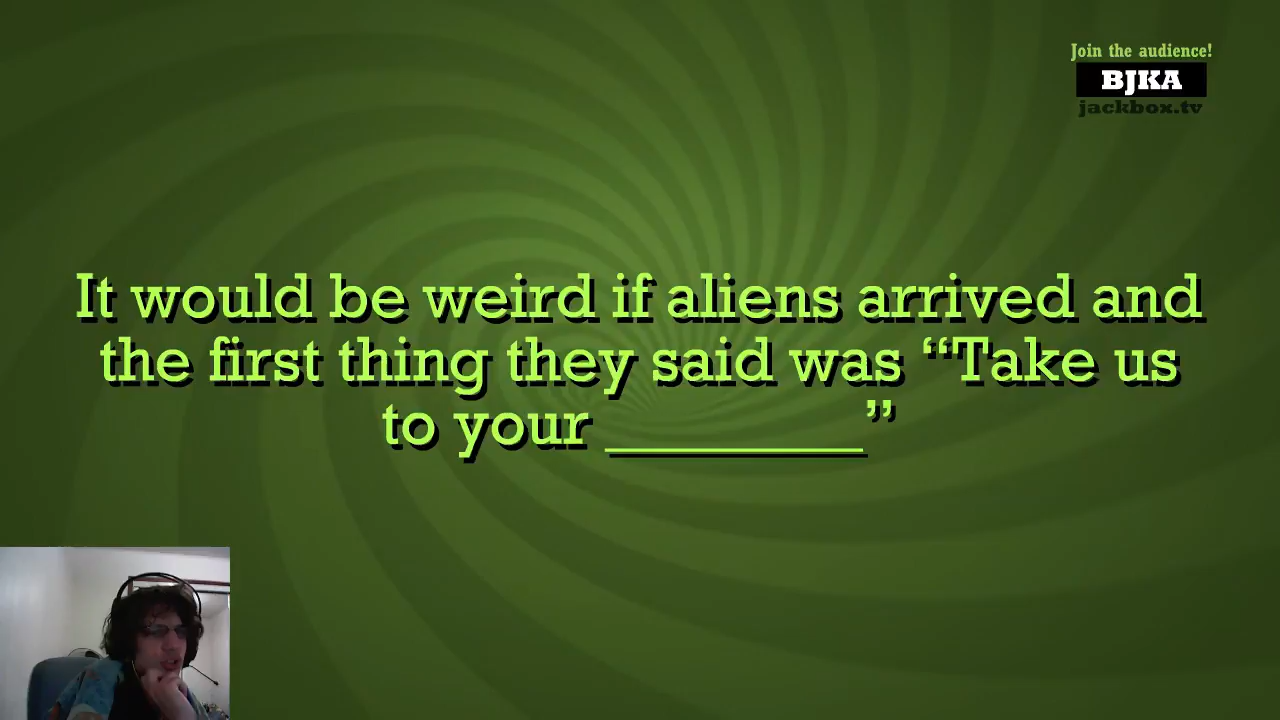 Join the audience!
BJKA
jackbox.tv
It would be weird if aliens arrived and
the first thing they said was “Take us
to your ________”